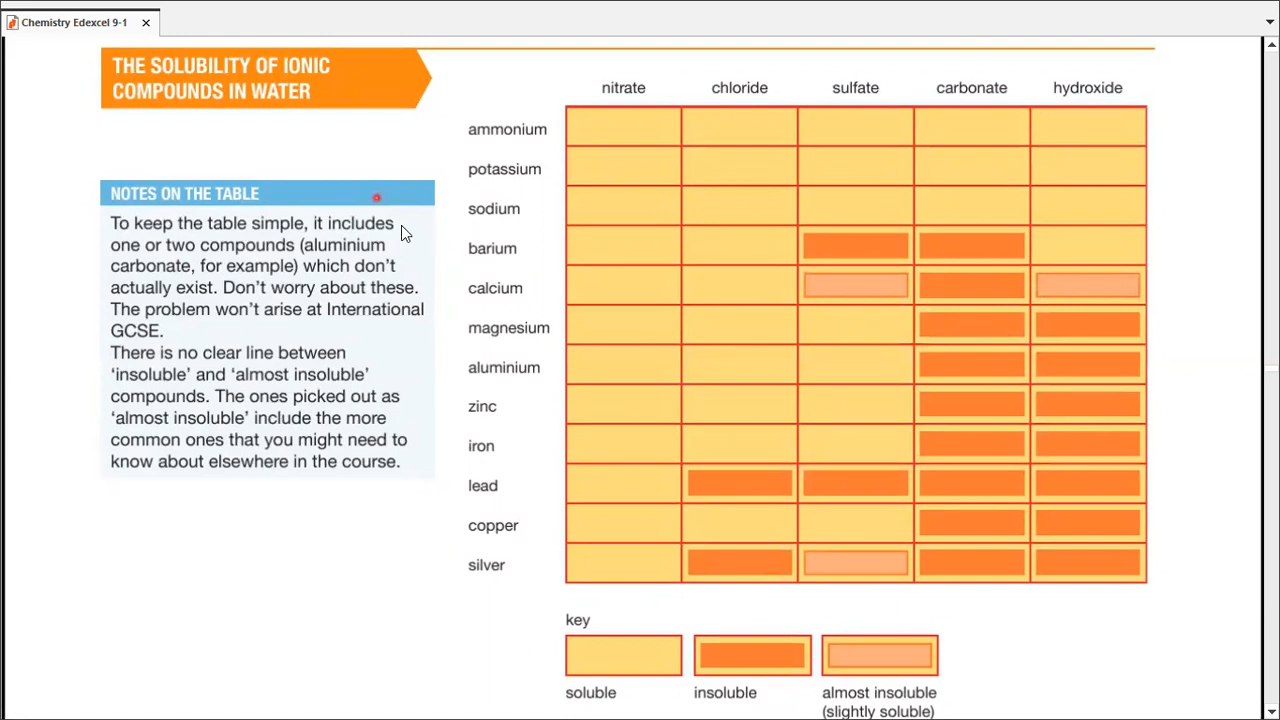 Chemistry Edexcel 9-1
THE SOLUBILITY OF IONIC
COMPOUNDS IN WATER
NOTES ON THE TABLE
To keep the table simple, it includes
one or two compounds (aluminium
carbonate, for example) which don’t
actually exist. Don’t worry about these.
The problem won’t arise at International
GCSE.
There is no clear line between
‘insoluble’ and ‘almost insoluble’
compounds. The ones picked out as
‘almost insoluble’ include the more
common ones that you might need to
know about elsewhere in the course.
nitrate chloride sulfate carbonate hydroxide
ammonium
potassium
sodium
barium
calcium
magnesium
aluminium
zinc
iron
lead
copper
silver
key
soluble insoluble almost insoluble
(slightly soluble)